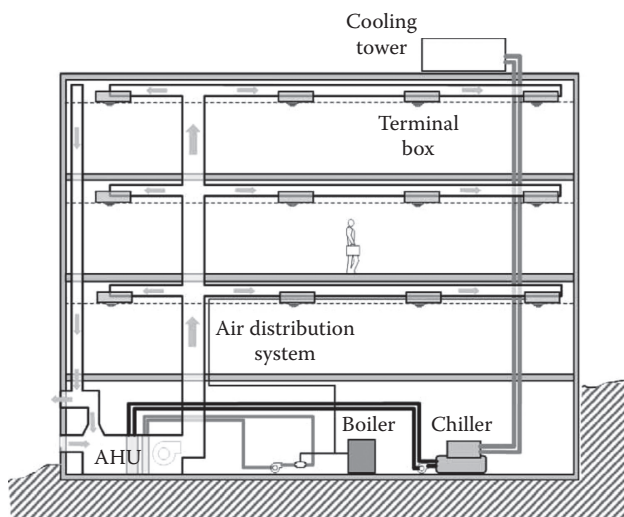 Cooling
tower
Terminal
box
Air distribution
system
Boiler
Chiller
AHU